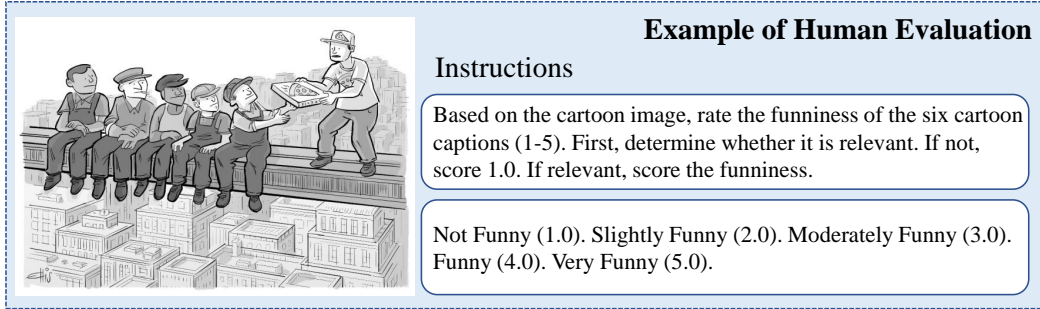 Example of Human Evaluation
Instructions
Based on the cartoon image, rate the funniness of the six cartoon
captions (1-5). First, determine whether it is relevant. If not,
score 1.0. If relevant, score the funniness.
Not Funny (1.0). Slightly Funny (2.0). Moderately Funny (3.0).
Funny (4.0). Very Funny (5.0).